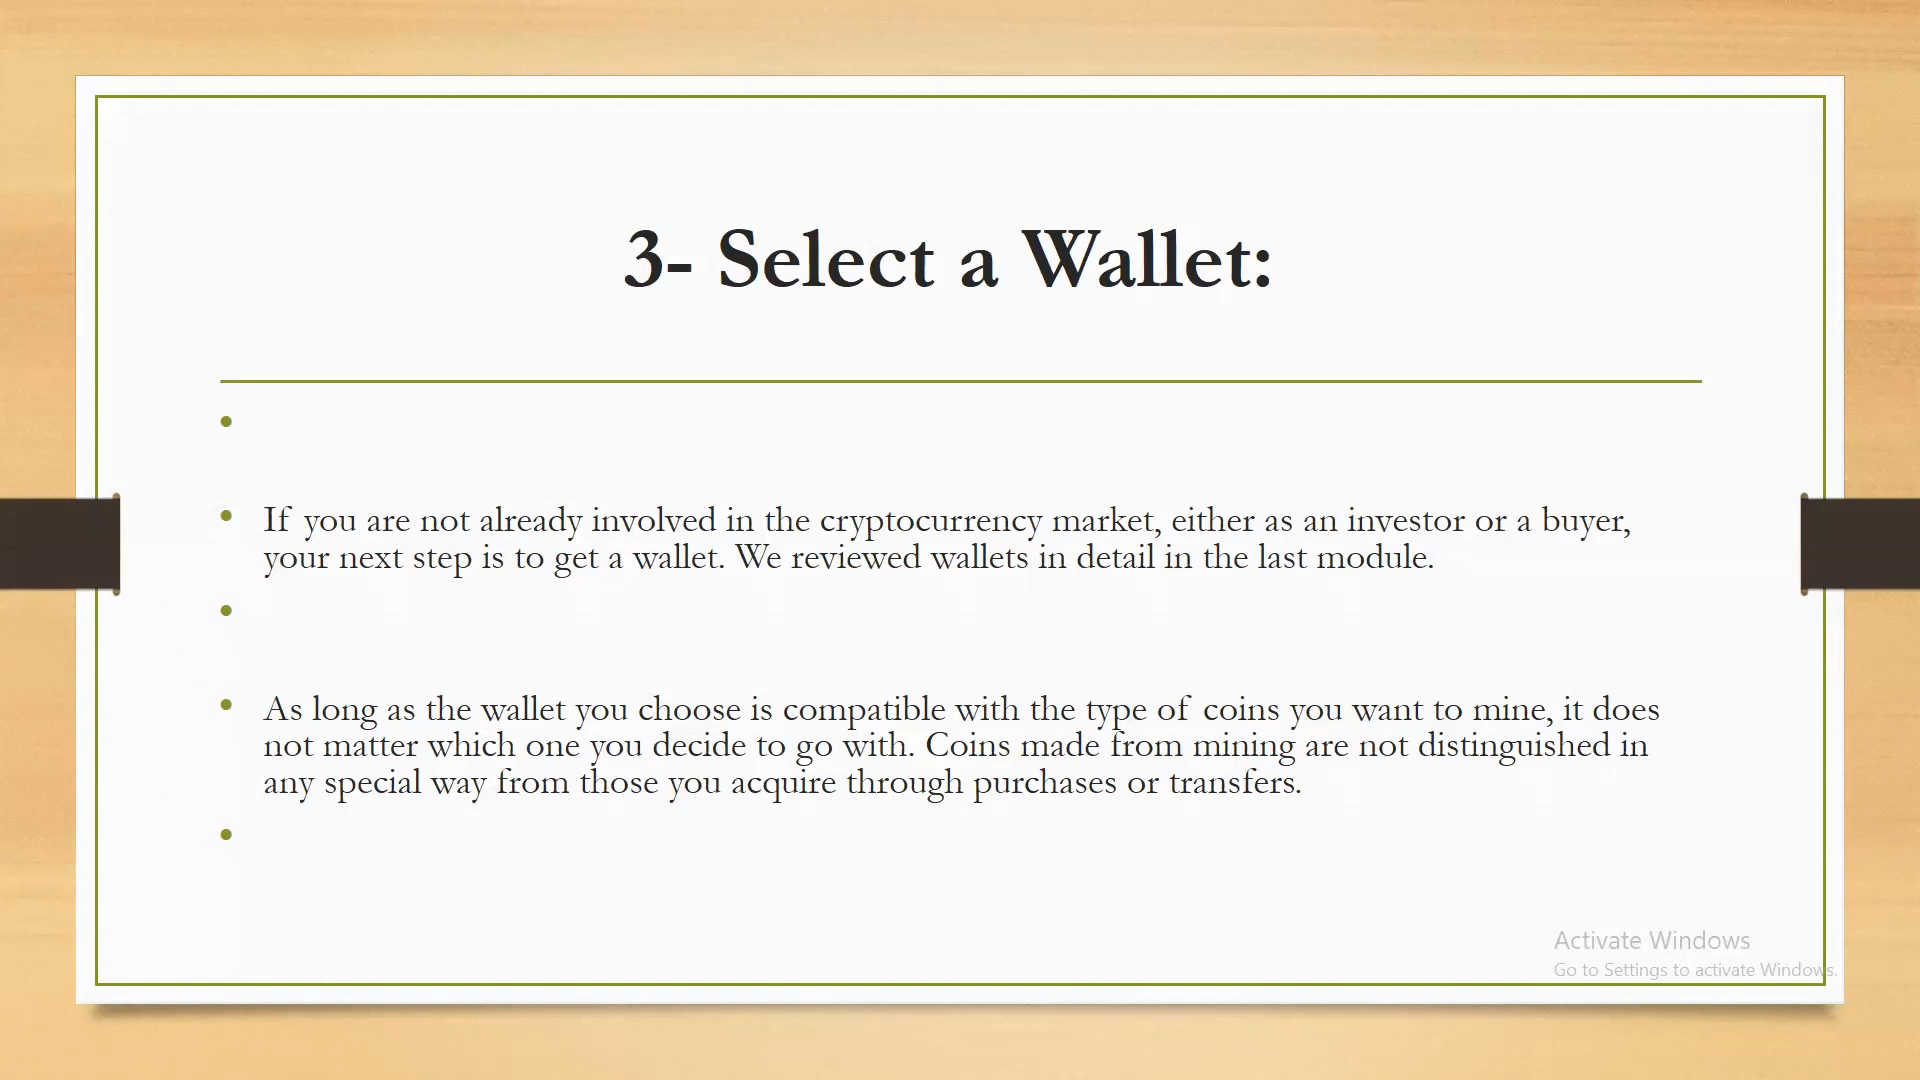 3- Select a Wallet:
If you are not already involved in the cryptocurrency market, either as an investor or a buyer,
your next step is to get a wallet. We reviewed wallets in detail in the last module.
As long as the wallet you choose is compatible with the type of coins you want to mine, it does
not matter which one you decide to go with. Coins made from mining are not distinguished in
any special way from those you acquire through purchases or transfers.
Activate Windows
Go to Settings to activate Windows.